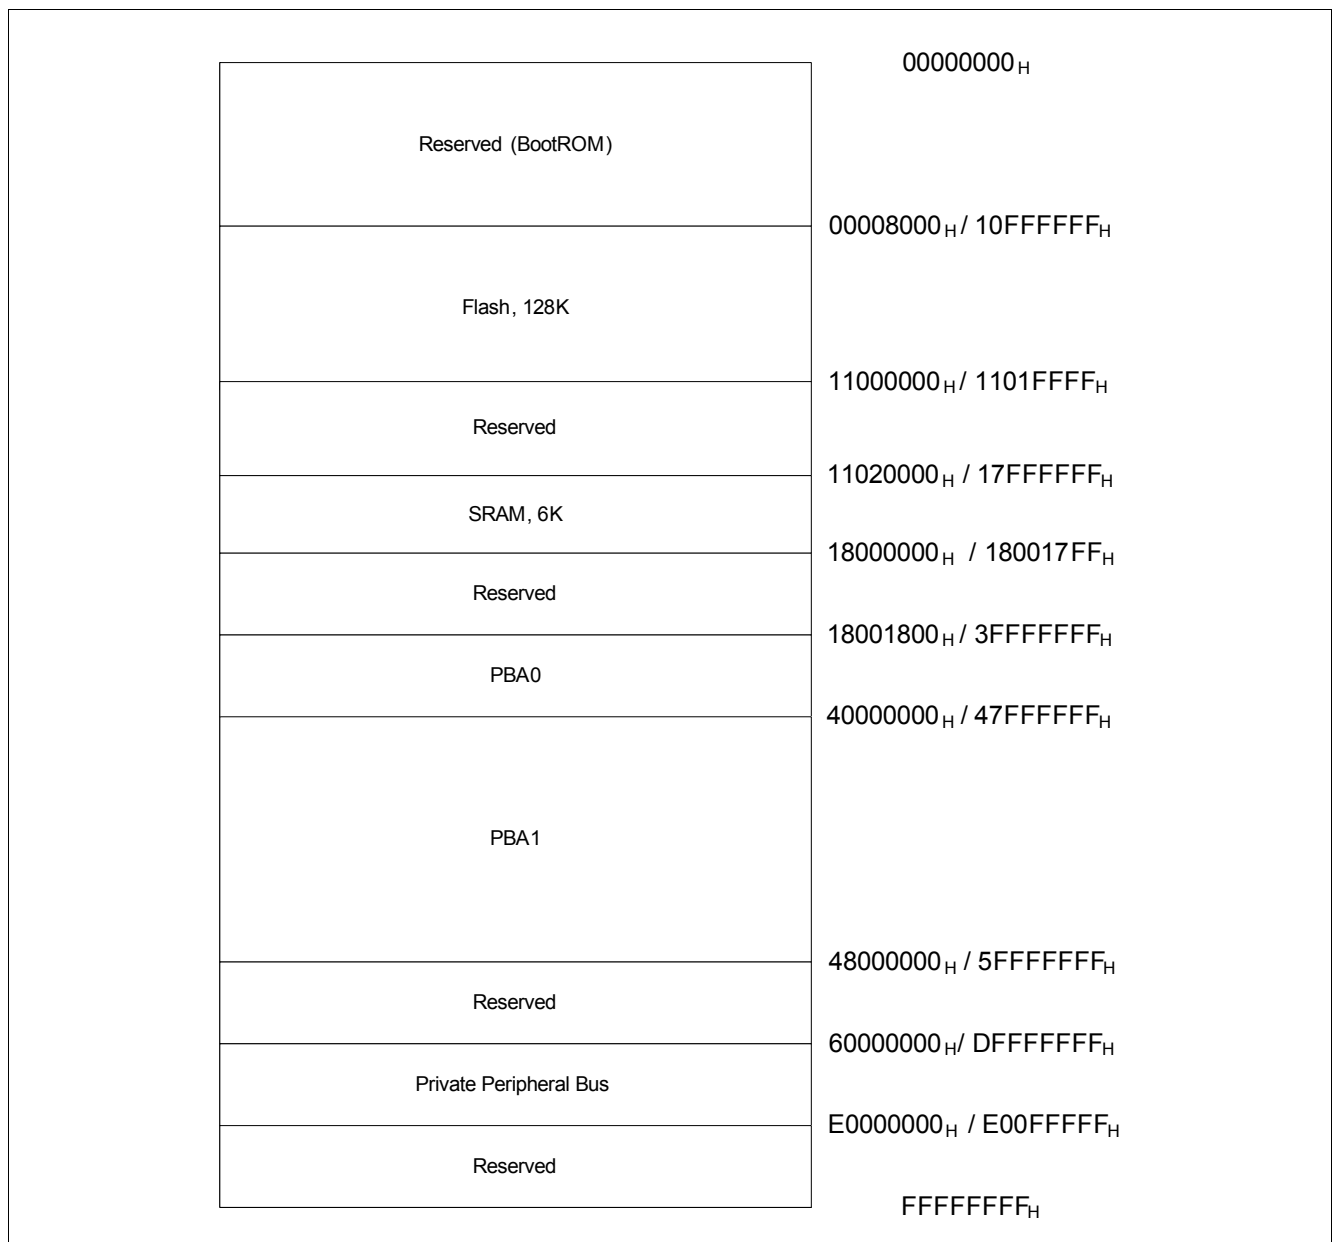 00000000H
Reserved (BootROM)
00008000H / 10FFFFFFH
Flash, 128K
11000000H / 1101FFFFH
Reserved
11020000H / 17FFFFFFH
SRAM, 6K
18000000H / 180017FFH
Reserved
18001800H / 3FFFFFFFH
PBA0
40000000H / 47FFFFFFH
PBA1
48000000H / 5FFFFFFFH
Reserved
60000000H/ DFFFFFFFH
Private Peripheral Bus
E0000000H / E00FFFFFH
Reserved
FFFFFFFFH